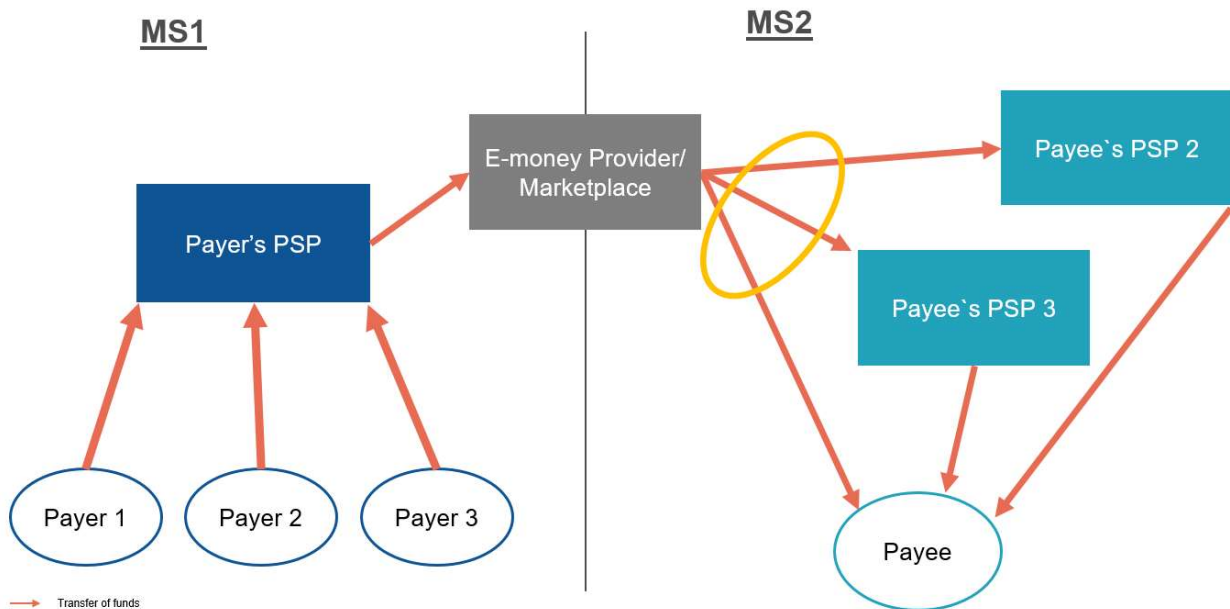 MS1
MS2
E-money Provider/
Marketplace
Payee`s PSP 2
Payer’s PSP
Payee`s PSP 3
Payer 1
Payer 2
Payer 3
Payee
Transfer of funds